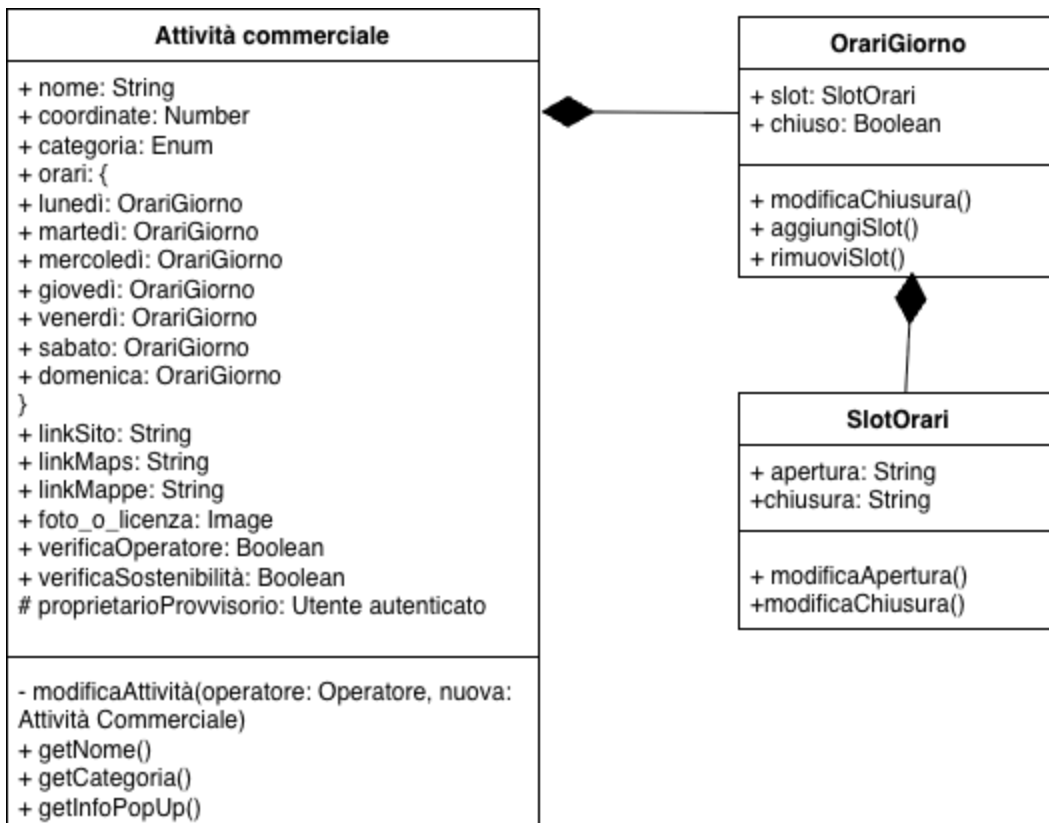 Attività commerciale
+ nome: String
+ coordinate: Number
+ categoria: Enum
+ orari: {
+ lunedì: OrariGiorno
+ martedì: OrariGiorno
+ mercoledì: OrariGiorno
+ giovedì: OrariGiorno
+ venerdì: OrariGiorno
+ sabato: OrariGiorno
+ domenica: OrariGiorno
}
+ linkSito: String
+ linkMaps: String
+ linkMappe: String
+ foto_o_licenza: Image
+ verificaOperatore: Boolean
+ verificaSostenibilità: Boolean
# proprietarioProvvisorio: Utente autenticato
- modificaAttività(operatore: Operatore, nuova:
Attività Commerciale)
+ getNome()
+ getCategoria()
+ getInfoPopUp()
OrariGiorno
+ slot: SlotOrari
+ chiuso: Boolean
+ modificaChiusura()
+ aggiungiSlot()
+ rimuoviSlot()
SlotOrari
+ apertura: String
+chiusura: String
+ modificaApertura()
+modificaChiusura()